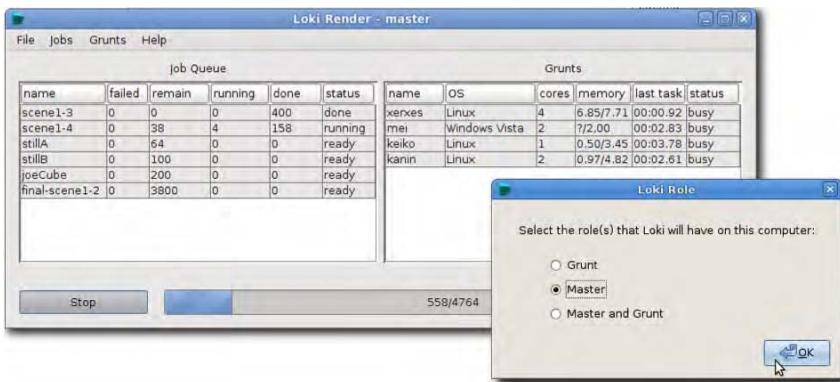 Loki Render - master
File Jobs Grunts Help
Job Queue
name failed remain running done status
scene1-3 0 0 0 400 done
scene1-4 0 38 4 158 running
stillA 0 64 0 0 ready
stillB 0 100 0 0 ready
joeCube 0 200 0 0 ready
final-scene1-2 0 3800 0 0 ready
Grunts
name OS cores memory last task status
xerxes Linux 4 6.85/7.71 00:00.92 busy
mei Windows Vista 2 ?/2.00 00:02.83 busy
keiko Linux 1 0.50/3.45 00:03.78 busy
kanin Linux 2 0.97/4.82 00:02.61 busy
Stop
558/4764
Loki Role
Select the role(s) that Loki will have on this computer:
Grunt
Master
Master and Grunt
OK